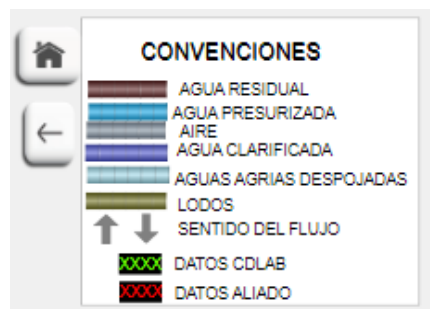 CONVENCIONES
AGUA RESIDUAL
AGUA PRESURIZADA
AIRE
AGUA CLARIFICADA
AGUAS AGRIAS DESPOJADAS
LODOS
SENTIDO DEL FLUJO
XXXX DATOS CDLAB
XXXX DATOS ALIADO